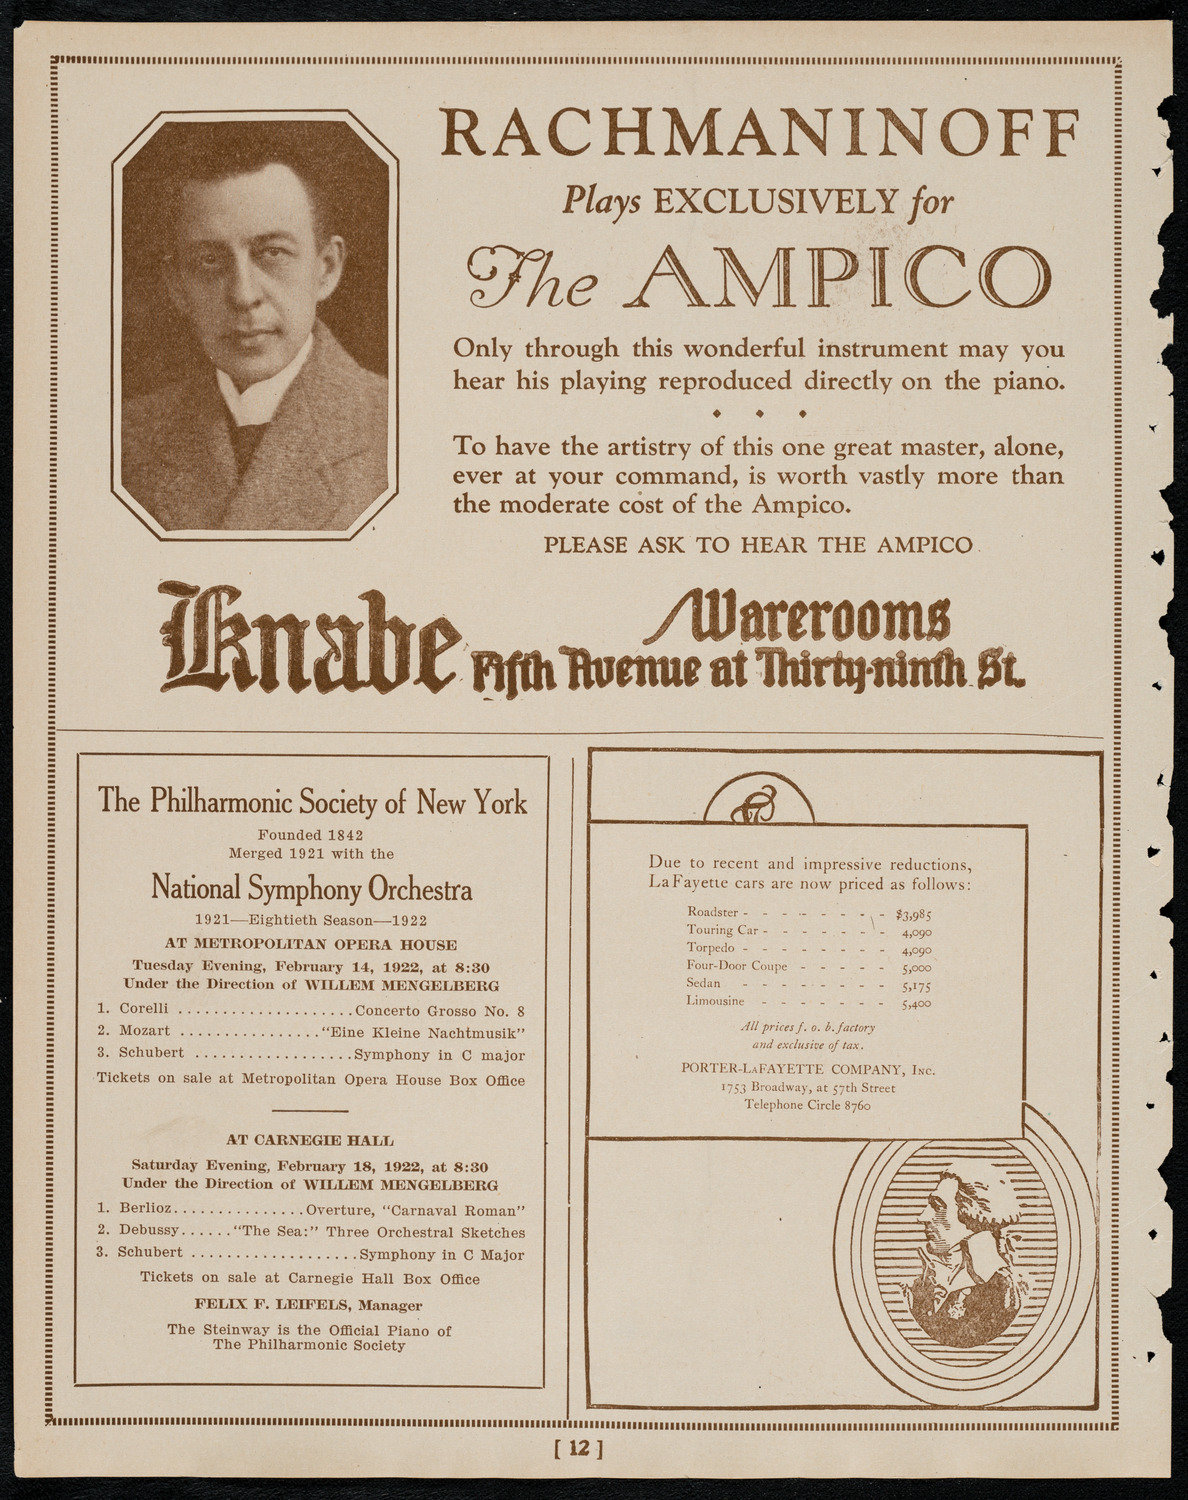 RACHMANINOFF
Plays EXCLUSIVELY for
The AMPICO
Only through this wonderful instrument may you
hear his playing reproduced directly on the piano.
To have the artistry of this one great master, alone,
ever at your command, is worth vastly more than
the moderate cost of the Ampico.
PLEASE ASK TO HEAR THE AMPICO
Knabe Warerooms
Fifth Avenue at Thirty-ninth St.
The Philharmonic Society of New York
Founded 1842
Merged 1921 with the
National Symphony Orchestra
1921—Eightieth Season—1922
AT METROPOLITAN OPERA HOUSE
Tuesday Evening, February 14, 1922, at 8:30
Under the Direction of WILLEM MENGELBERG
1. Corelli ....................Concerto Grosso No. 8
2. Mozart ................"Eine Kleine Nachtmusik"
3. Schubert ..................Symphony in C major
Tickets on sale at Metropolitan Opera House Box Office
AT CARNEGIE HALL
Saturday Evening, February 18, 1922, at 8:30
Under the Direction of WILLEM MENGELBERG
1. Berlioz...............Overture, "Carnaval Roman"
2. Debussy......"The Sea:" Three Orchestral Sketches
3. Schubert ...................Symphony in C Major
Tickets on sale at Carnegie Hall Box Office
FELIX F. LEIFELS, Manager
The Steinway is the Official Piano of
The Philharmonic Society
Due to recent and impressive reductions,
LaFayette cars are now priced as follows:
Roadster - - - - - - - - $3,985
Touring Car - - - - - - - 4,090
Torpedo - - - - - - - - 4,090
Four-Door Coupe - - - - - 5,000
Sedan - - - - - - - - 5,175
Limousine - - - - - - - 5,400
All prices f. o. b. factory
and exclusive of tax.
PORTER-LAFAYETTE COMPANY, INC.
1753 Broadway, at 57th Street
Telephone Circle 8760
[ 12 ]